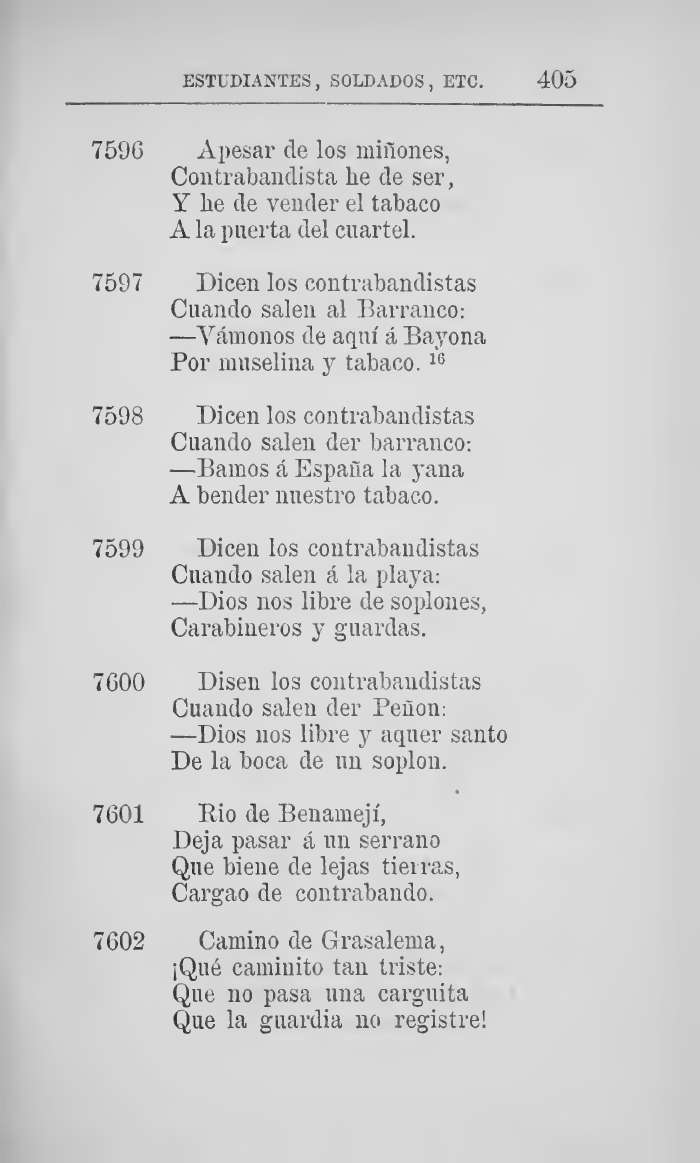 ESTUDIANTES, SOLDADOS, ETC. 405
7596 Apesar de los miñones,
Contrabandista he de ser,
Y he de vender el tabaco
A la puerta del cuartel.
7597 Dicen los contrabandistas
Cuando salen al Barranco:
—Vámonos de aquí á Bayona
Por muselina y tabaco. 16
7598 Dicen los contrabandistas
Cuando salen der barranco:
—Bamos á España la yana
A bender nuestro tabaco.
7599 Dicen los contrabandistas
Cuando salen á la playa:
—Dios nos libre de soplones,
Carabineros y guardas.
7600 Disen los contrabandistas
Cuando salen der Peñon:
—Dios nos libre y aquer santo
De la boca de un soplon.
7601 Rio de Benamejí,
Deja pasar á un serrano
Que biene de lejas tierras,
Cargao de contrabando.
7602 Camino de Grasalema,
¡Qué caminito tan triste:
Que no pasa una carguita
Que la guardia no registre!